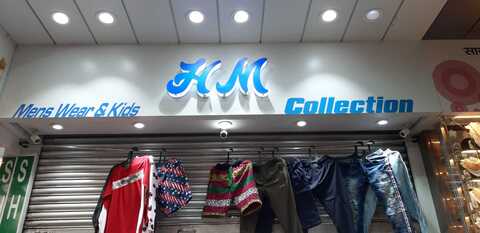 HM
Mens Wear & Kids
Collection
S
S
H
सा